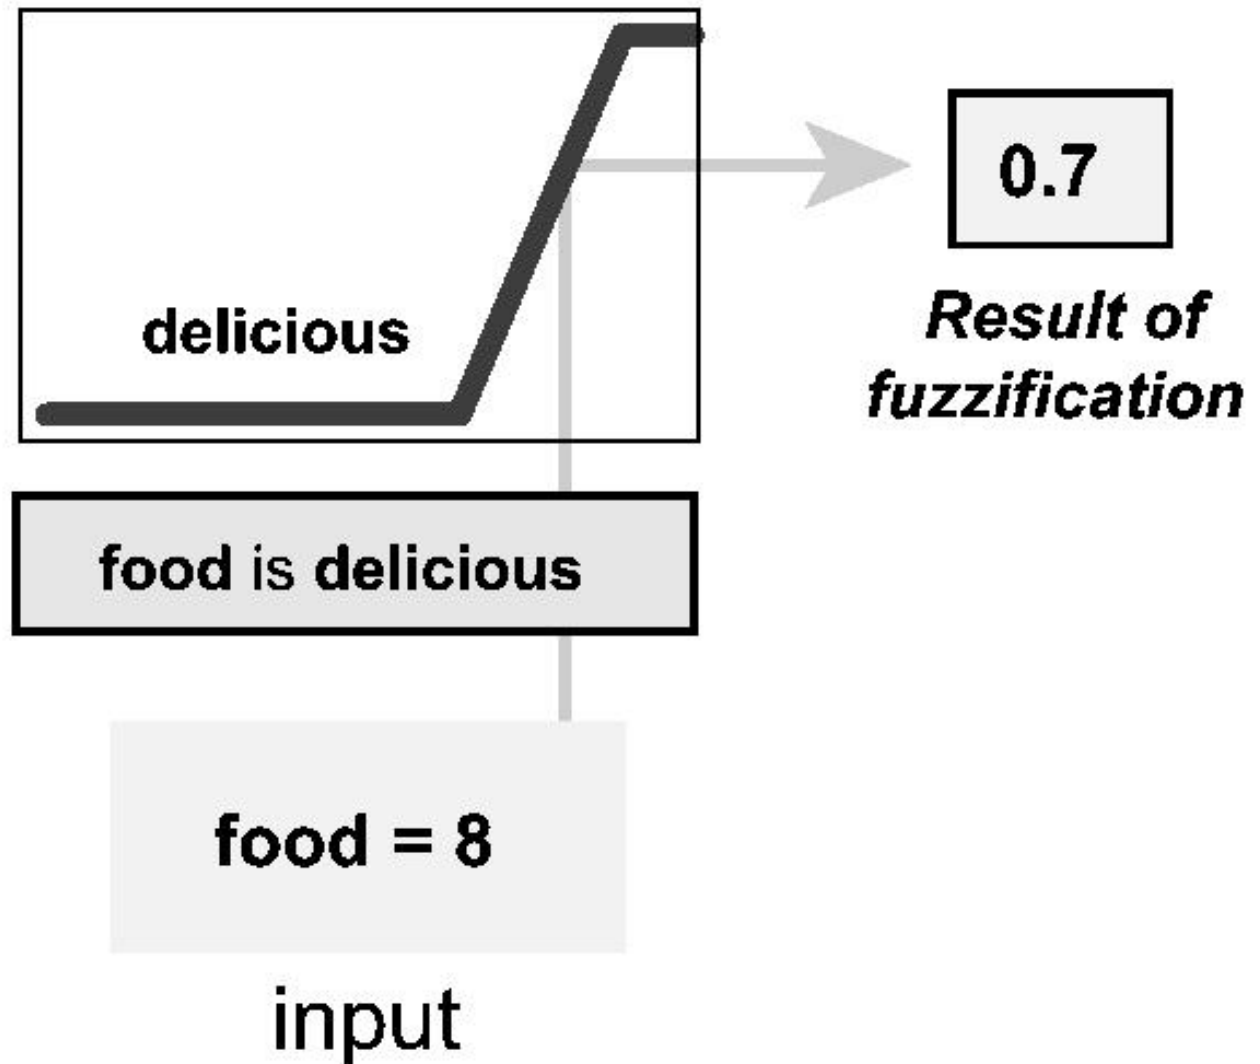 0.7
delicious
Result of
fuzzification
food is delicious
food = 8
input